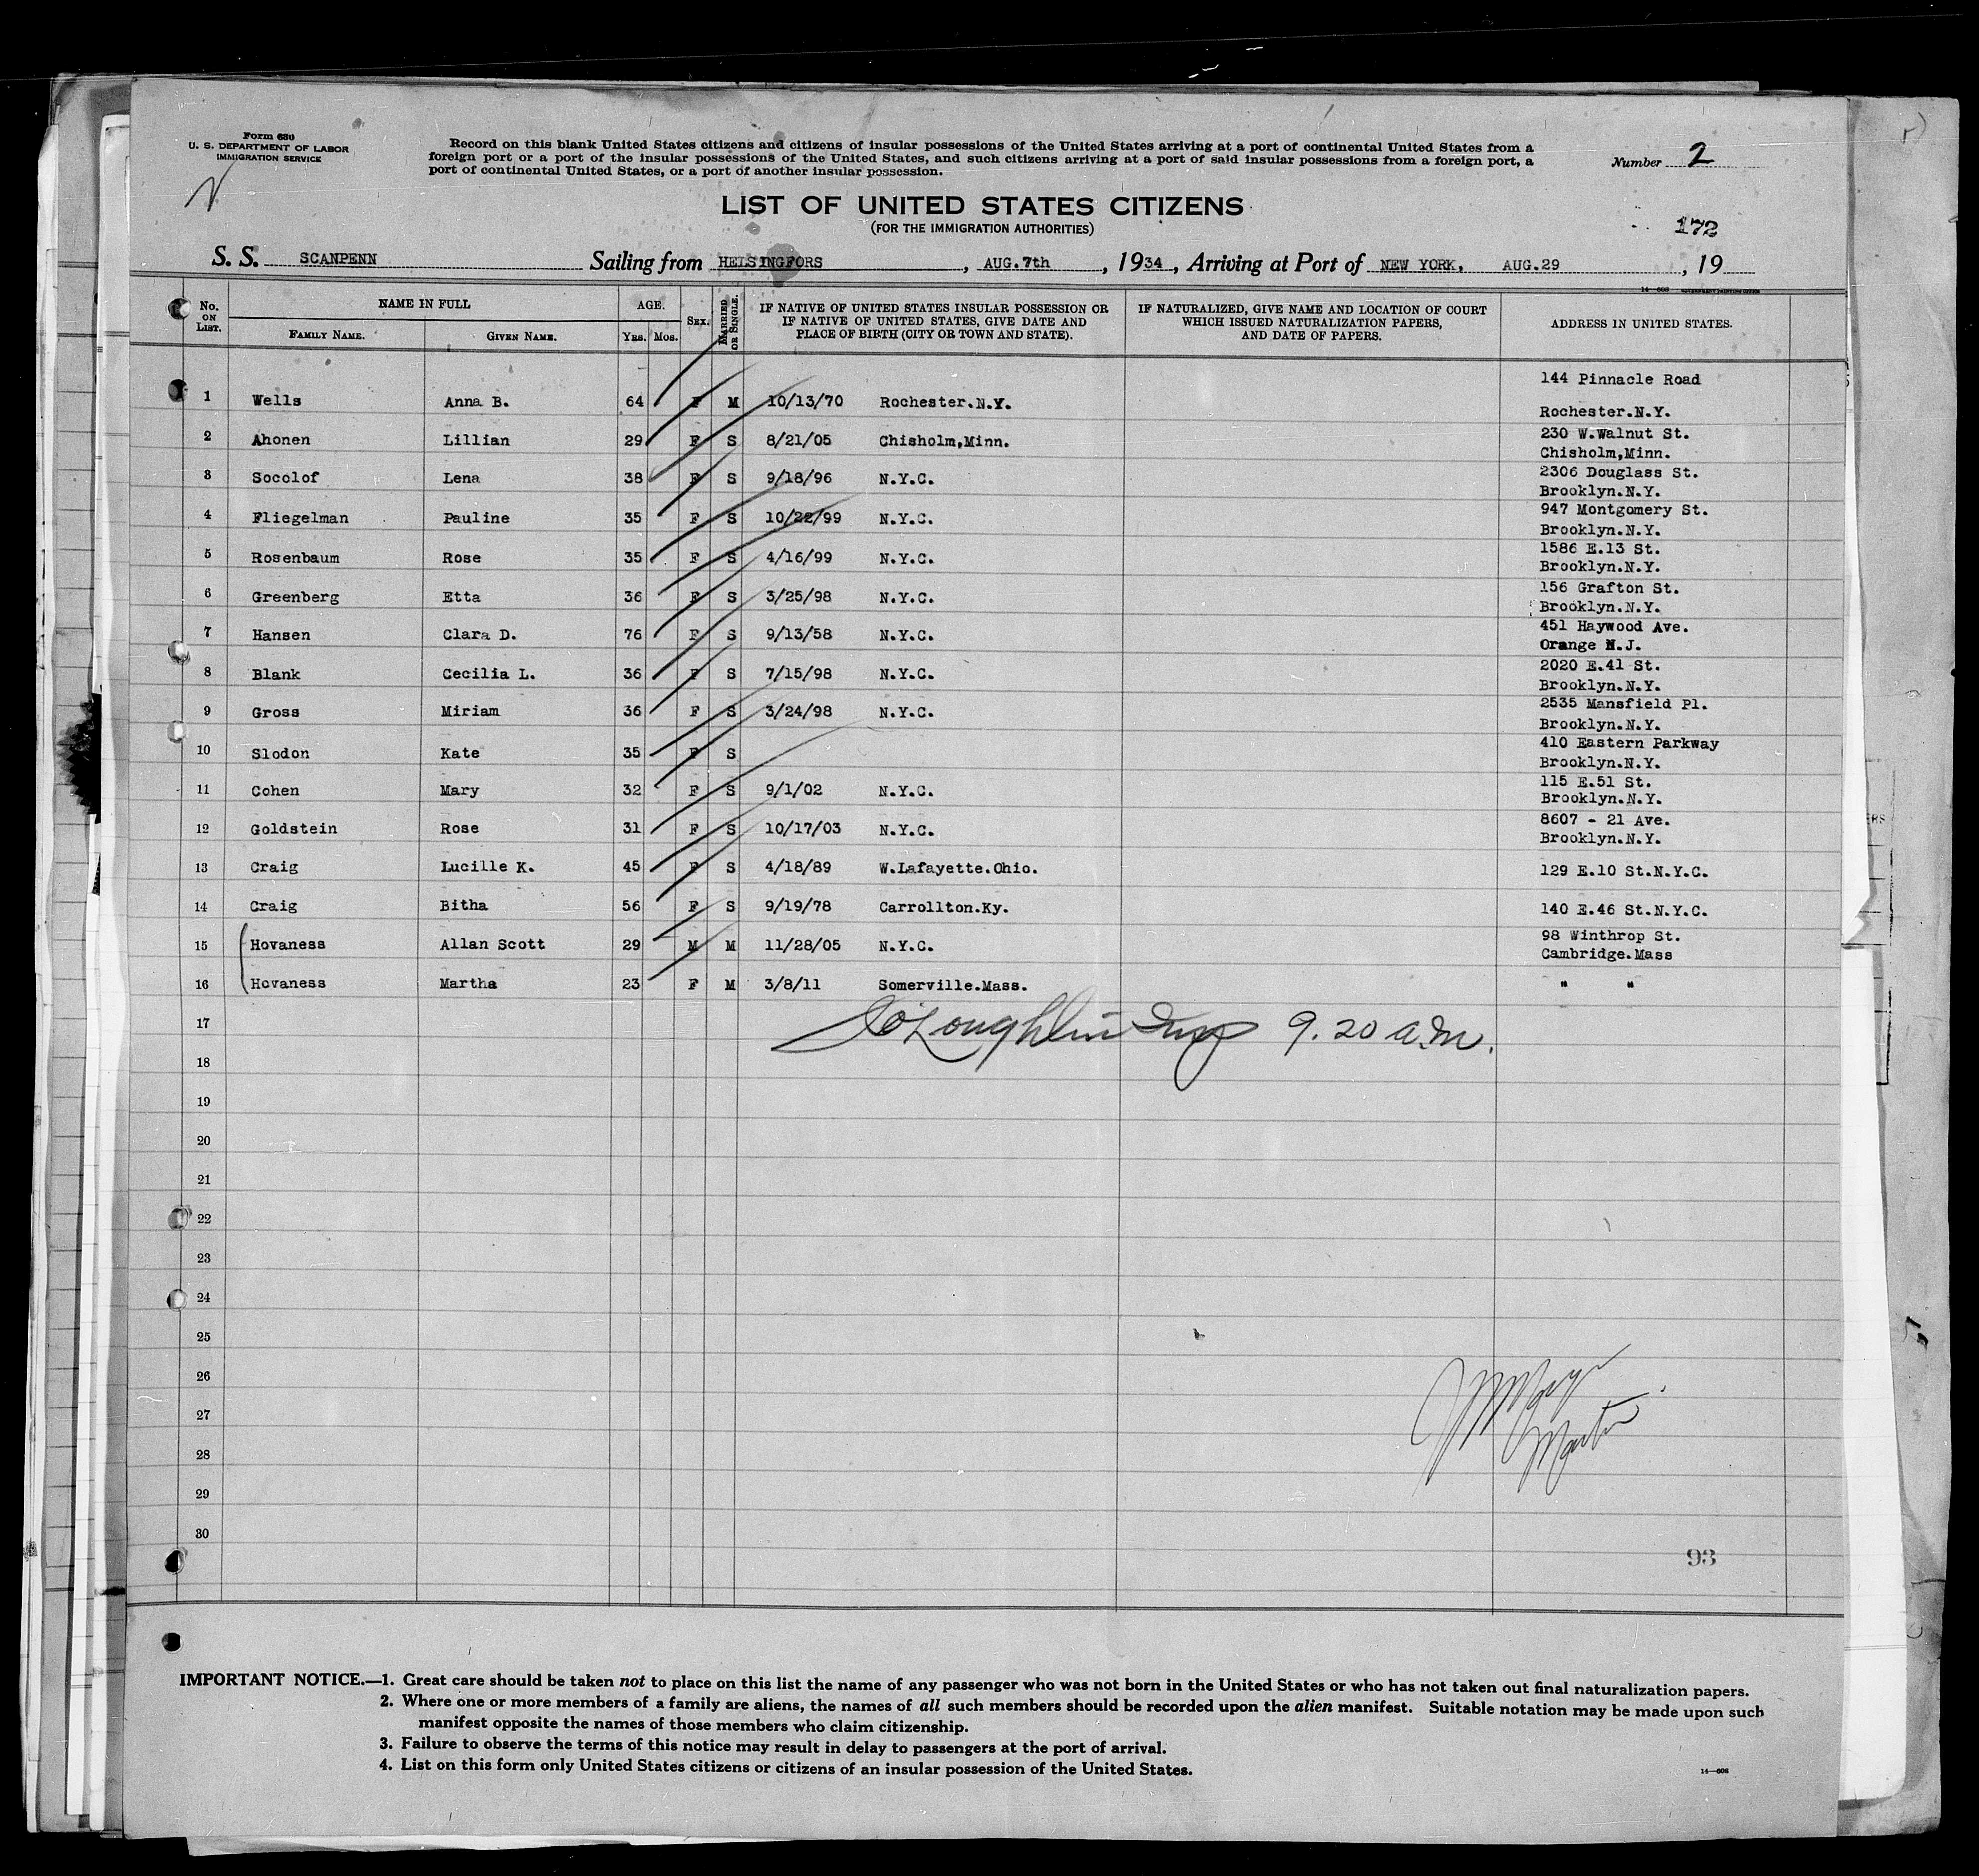 Form 630
U. S. DEPARTMENT OF LABOR
IMMIGRATION SERVICE
Record on this blank United States citizens and citizens of insular possessions of the United States arriving at a port of continental United States from a
foreign port or a port of the insular possessions of the United States, and such citizens arriving at a port of said insular possessions from a foreign port, a
port of continental United States, or a port of another insular possession.
Number 2
LIST OF UNITED STATES CITIZENS
(FOR THE IMMIGRATION AUTHORITIES)
172
S. S. SCANPENN Sailing from HELSINGFORS, AUG.7th, 1934, Arriving at Port of NEW YORK, AUG.29, 19
No. ON LIST. NAME IN FULL FAMILY NAME. GIVEN NAME. AGE. YRS. MOS. SEX. MARRIED OR SINGLE. IF NATIVE OF UNITED STATES INSULAR POSSESSION OR IF NATIVE OF UNITED STATES, GIVE DATE AND PLACE OF BIRTH (CITY OR TOWN AND STATE). IF NATURALIZED, GIVE NAME AND LOCATION OF COURT WHICH ISSUED NATURALIZATION PAPERS, AND DATE OF PAPERS. ADDRESS IN UNITED STATES.
1 Wells Anna B. 64 F M 10/13/70 Rochester.N.Y. 144 Pinnacle Road Rochester.N.Y.
2 Ahonen Lillian 29 F S 8/21/05 Chisholm,Minn. 230 W.Walnut St. Chisholm,Minn.
3 Socolof Lena 38 F S 9/18/96 N.Y.C. 2306 Douglass St. Brooklyn.N.Y.
4 Fliegelman Pauline 35 F S 10/22/99 N.Y.C. 947 Montgomery St. Brooklyn.N.Y.
5 Rosenbaum Rose 35 F S 4/16/99 N.Y.C. 1586 E.13 St. Brooklyn.N.Y.
6 Greenberg Etta 36 F S 3/25/98 N.Y.C. 156 Grafton St. Brooklyn.N.Y.
7 Hansen Clara D. 76 F S 9/13/58 N.Y.C. 451 Haywood Ave. Orange N.J.
8 Blank Cecilia L. 36 F S 7/15/98 N.Y.C. 2020 E.41 St. Brooklyn.N.Y.
9 Gross Miriam 36 F S 3/24/98 N.Y.C. 2535 Mansfield Pl. Brooklyn.N.Y.
10 Slodon Kate 35 F S 410 Eastern Parkway Brooklyn.N.Y.
11 Cohen Mary 32 F S 9/1/02 N.Y.C. 115 E.51 St. Brooklyn.N.Y.
12 Goldstein Rose 31 F S 10/17/03 N.Y.C. 8607 - 21 Ave. Brooklyn.N.Y.
13 Craig Lucille K. 45 F S 4/18/89 W.Lafayette.Ohio. 129 E.10 St.N.Y.C.
14 Craig Bitha 56 F S 9/19/78 Carrollton.Ky. 140 E.46 St.N.Y.C.
15 Hovaness Allan Scott 29 M M 11/28/05 N.Y.C. 98 Winthrop St. Cambridge.Mass
16 Hovaness Martha 23 F M 3/8/11 Somerville.Mass. " "
17 O'Loughlin Insp 9.20 a.m.
18
19
20
21
22
23
24
25
26
27
28
29
30
93
IMPORTANT NOTICE.—1. Great care should be taken not to place on this list the name of any passenger who was not born in the United States or who has not taken out final naturalization papers.
2. Where one or more members of a family are aliens, the names of all such members should be recorded upon the alien manifest. Suitable notation may be made upon such
manifest opposite the names of those members who claim citizenship.
3. Failure to observe the terms of this notice may result in delay to passengers at the port of arrival.
4. List on this form only United States citizens or citizens of an insular possession of the United States.